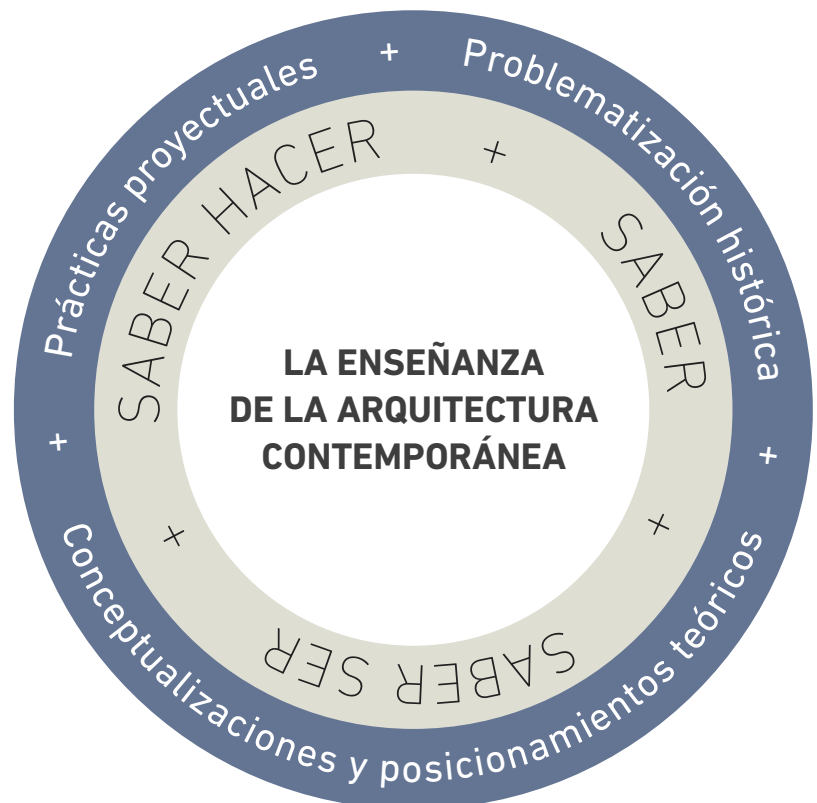 Prácticas proyectuales + Problematización histórica + Conceptualizaciones y posicionamientos teóricos +
SABER HACER + SABER + SABER SER +
LA ENSEÑANZA
DE LA ARQUITECTURA
CONTEMPORÁNEA